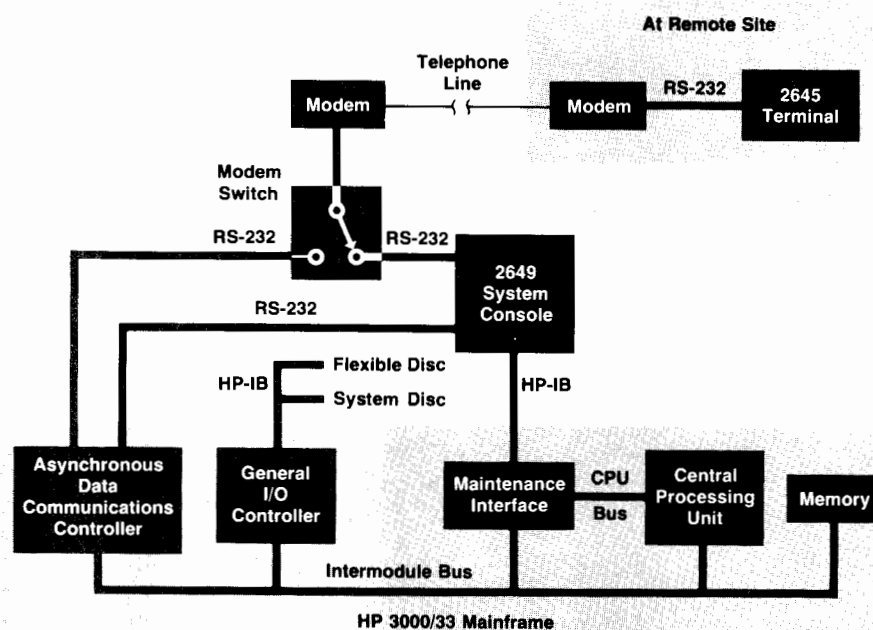 At Remote Site
Telephone
Line
RS-232
Modem
Modem
2645
Terminal
Modem
Switch
RS-232
RS-232
2649
System
Console
RS-232
Flexible Disc
HP-IB
System Disc
HP-IB
Asynchronous
Data
Communications
Controller
General
I/O
Controller
Maintenance
Interface
CPU
Bus
Central
Processing
Unit
Memory
Intermodule Bus
HP 3000/33 Mainframe